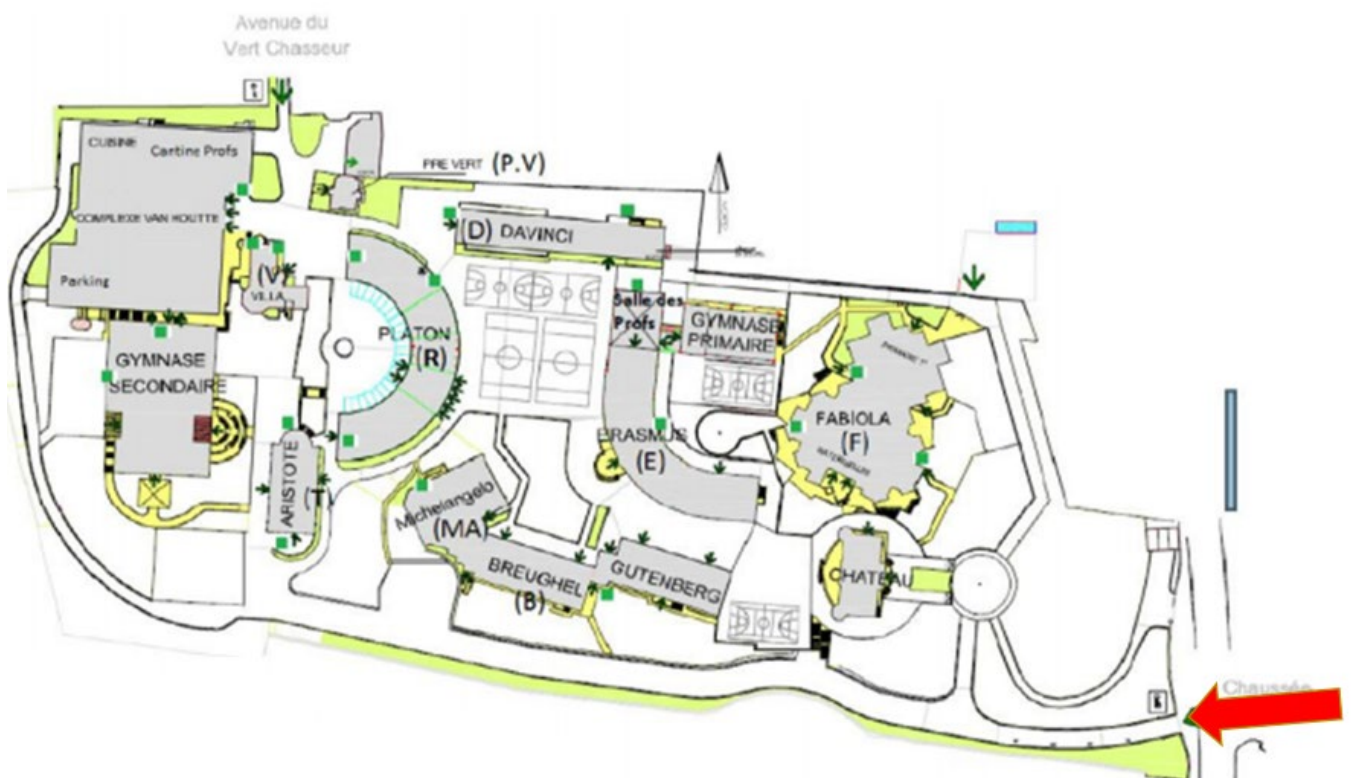 Avenue du
Vert Chasseur
CUISINE
Cantine Profs
PRE VERT (P.V)
COMPLEXE VAN HOUTTE
(D) DAVINCI
Parking
(V)
VILLA
Salle des
Profs
GYMNASE
PRIMAIRE
PLATON
(R)
GYMNASE
SECONDAIRE
FABIOLA
(F)
MATERNELLE
ERASMUS
(E)
ARISTOTE
(T)
Michelangelo
(MA)
BREUGHEL
(B)
GUTENBERG
CHATEAU
Chaussée